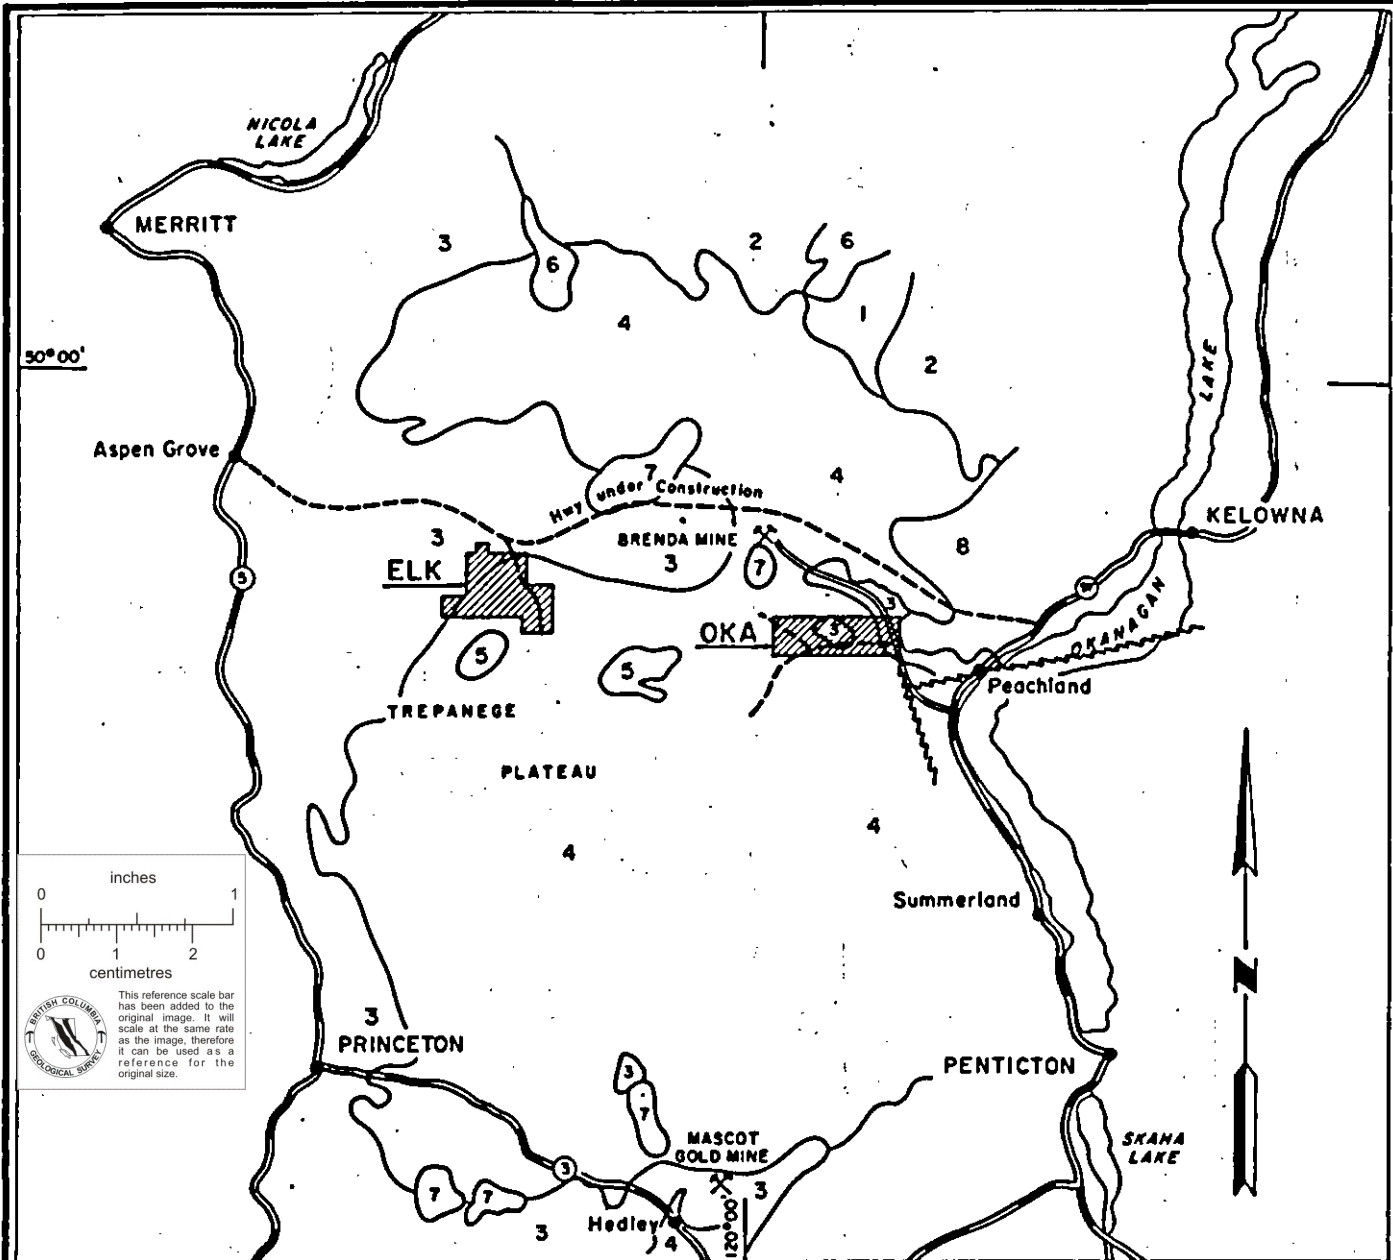 NICOLA
LAKE
MERRITT
3
6
2
6
4
1
2
50°00'
LAKE
Aspen Grove
7
4
Hwy under Construction
KELOWNA
3
BRENDA MINE
3
8
ELK
7
5
3
OKA
3
OKANAGAN
5
5
Peachland
TREPANEGE
PLATEAU
4
4
inches
0 1
0 1 2
centimetres
Summerland
BRITISH COLUMBIA
GEOLOGICAL SURVEY
This reference scale bar
has been added to the
original image. It will
scale at the same rate
as the image, therefore
it can be used as a
reference for the
original size.
N
3
PRINCETON
PENTICTON
3
7
MASCOT
GOLD MINE
SKAHA
LAKE
3
7
7
3
Hedley
3
4
120°00'